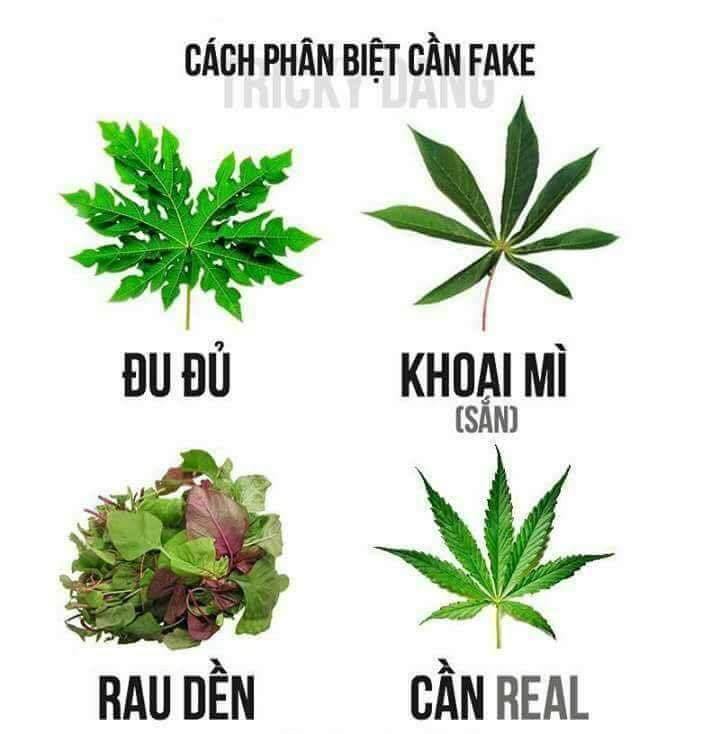 CÁCH PHÂN BIỆT CẦN FAKE
TRICKY DANG
ĐU ĐỦ
KHOAI MÌ
(SẮN)
RAU DỀN
CẦN REAL